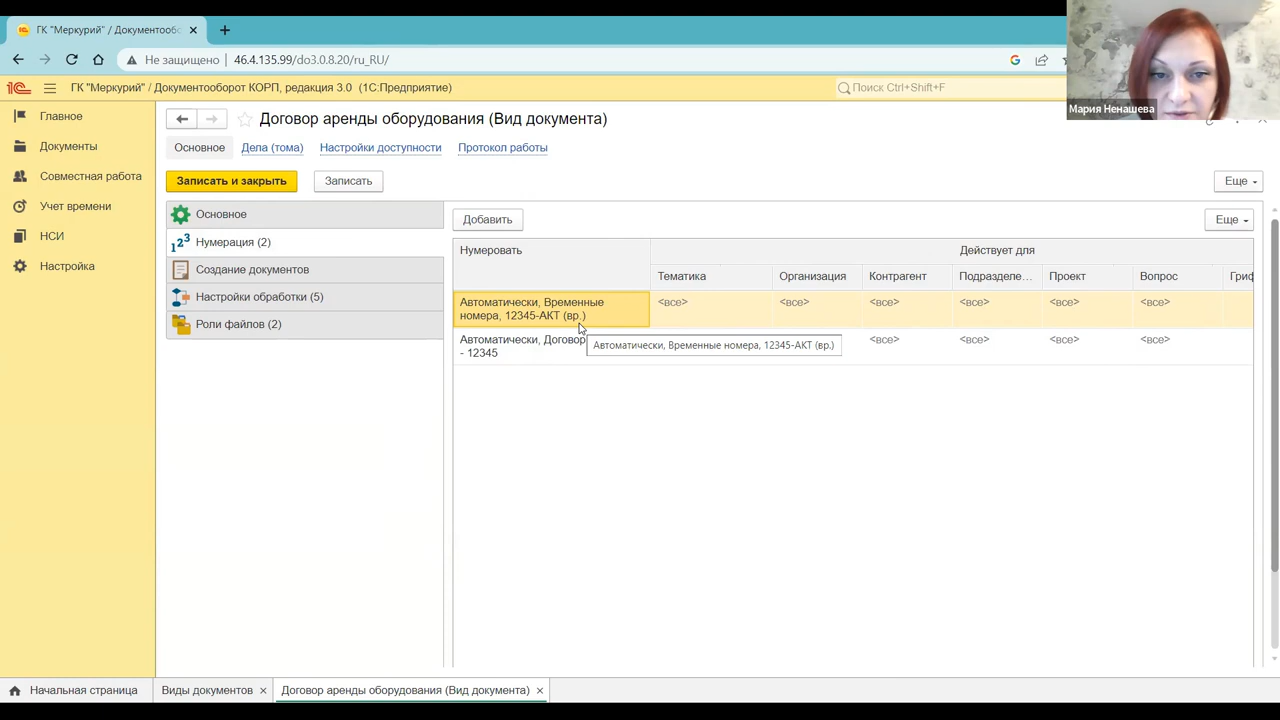 ГК "Меркурий" / Документообо
Не защищено
46.4.135.99/do3.0.8.20/ru_RU/
1С
ГК "Меркурий" / Документооборот КОРП, редакция 3.0 (1С:Предприятие)
Поиск Ctrl+Shift+F
Мария Ненашева
Главное
Документы
Совместная работа
Учет времени
НСИ
Настройка
Договор аренды оборудования (Вид документа)
Основное
Дела (тома)
Настройки доступности
Протокол работы
Записать и закрыть
Записать
Еще
Основное
Нумерация (2)
Создание документов
Настройки обработки (5)
Роли файлов (2)
Добавить
Еще
Нумеровать
Действует для
Тематика
Организация
Контрагент
Подразделе...
Проект
Вопрос
Гриф
Автоматически, Временные
номера, 12345-АКТ (вр.)
<все>
<все>
<все>
<все>
<все>
<все>
Автоматически, Договор
- 12345
Автоматически, Временные номера, 12345-АКТ (вр.)
<все>
<все>
<все>
<все>
Начальная страница
Виды документов
Договор аренды оборудования (Вид документа)